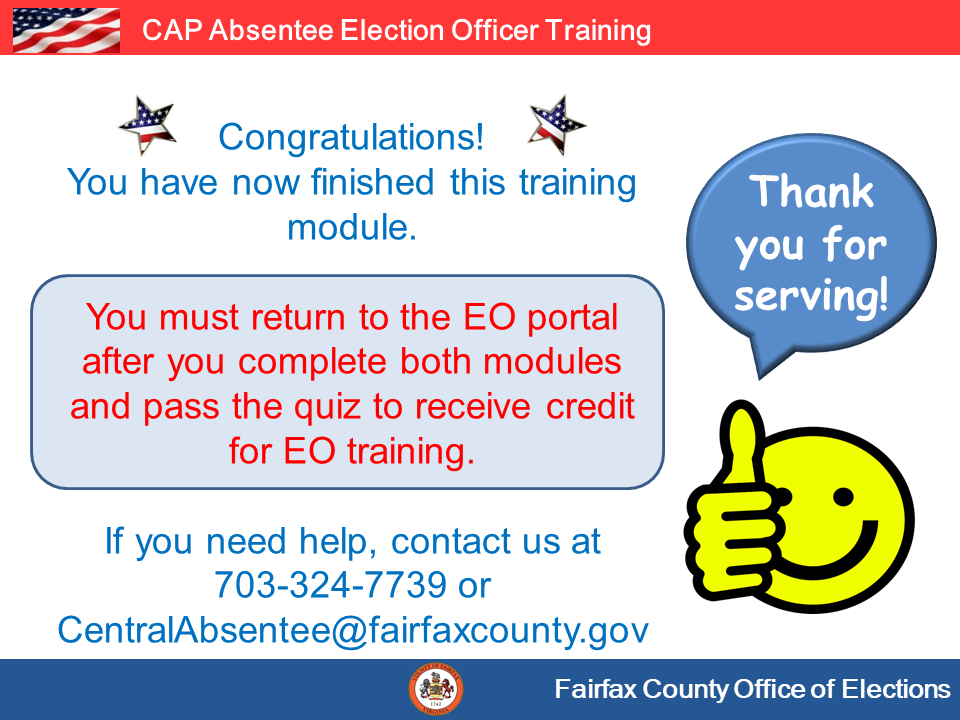 CAP Absentee Election Officer Training
Congratulations!
You have now finished this training
module.
You must return to the EO portal
after you complete both modules
and pass the quiz to receive credit
for EO training.
If you need help, contact us at
703-324-7739 or
CentralAbsentee@fairfaxcounty.gov
Thank
you for
serving!
1742
VIRGINIA
Fairfax County Office of Elections